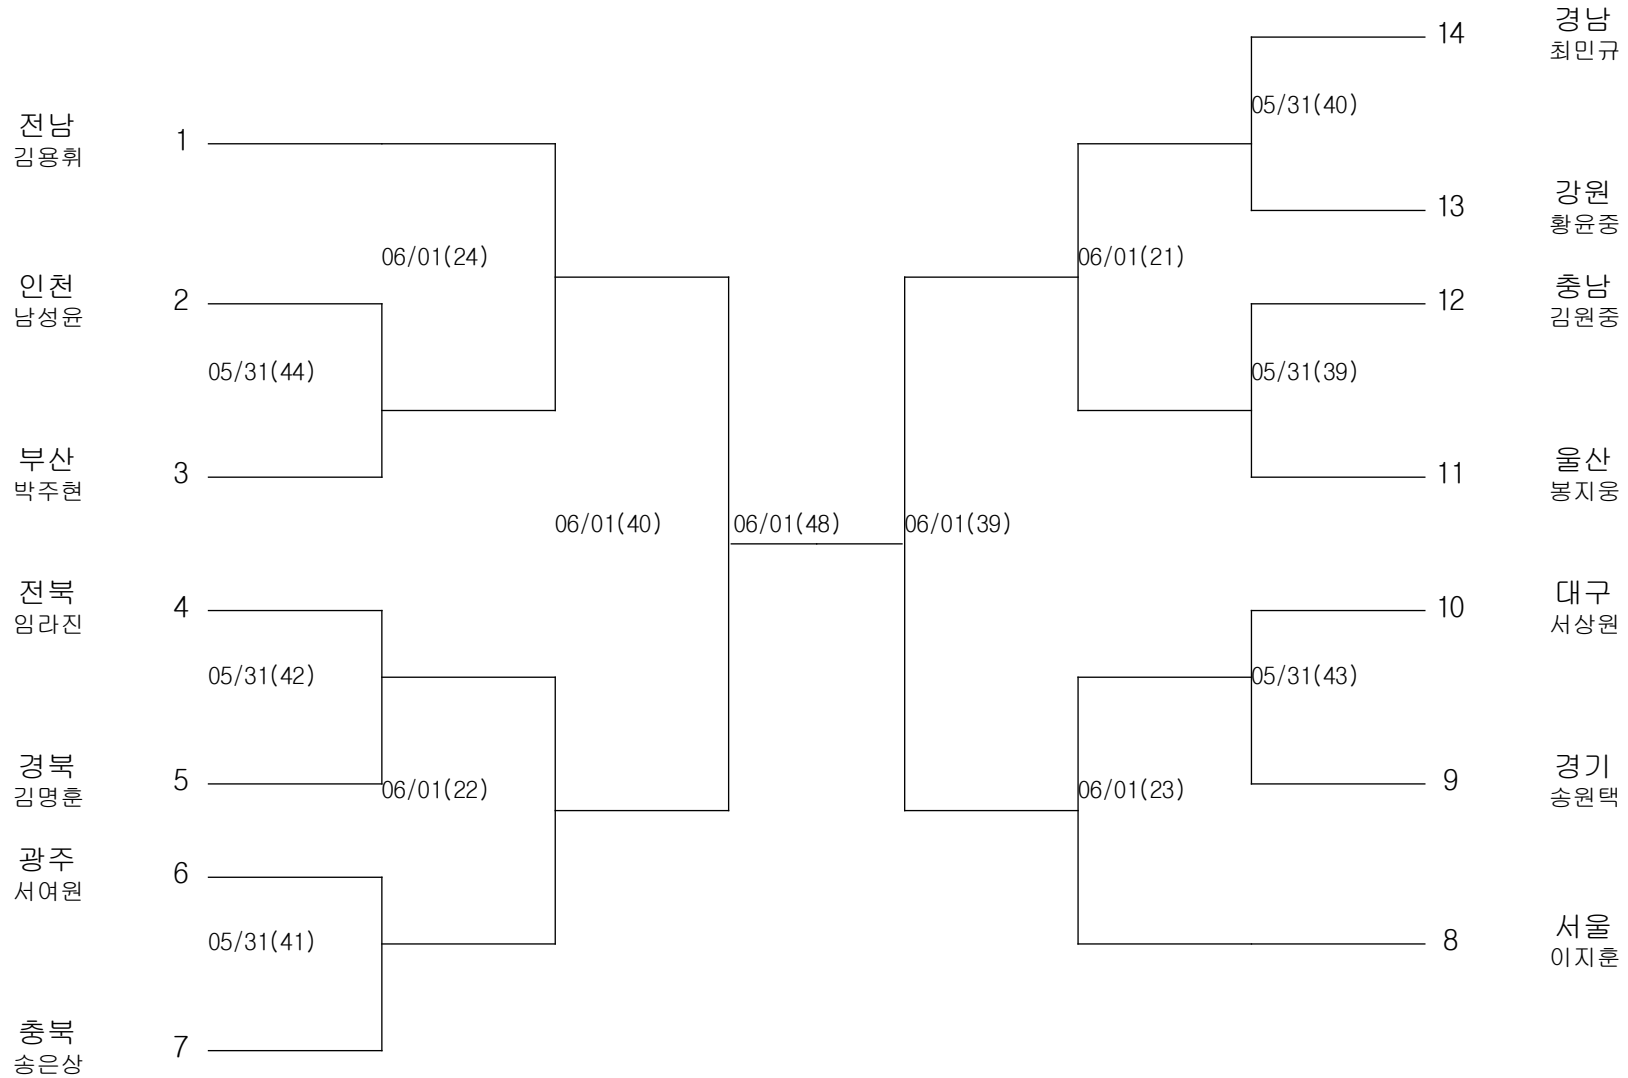 전남
김용휘
1
인천
남성윤
2
부산
박주현
3
전북
임라진
4
경북
김명훈
5
광주
서여원
6
충북
송은상
7
05/31(44)
05/31(42)
05/31(41)
06/01(24)
06/01(22)
06/01(40)
06/01(48)
06/01(39)
06/01(21)
06/01(23)
05/31(40)
05/31(39)
05/31(43)
14
경남
최민규
13
강원
황윤중
12
충남
김원중
11
울산
봉지웅
10
대구
서상원
9
경기
송원택
8
서울
이지훈